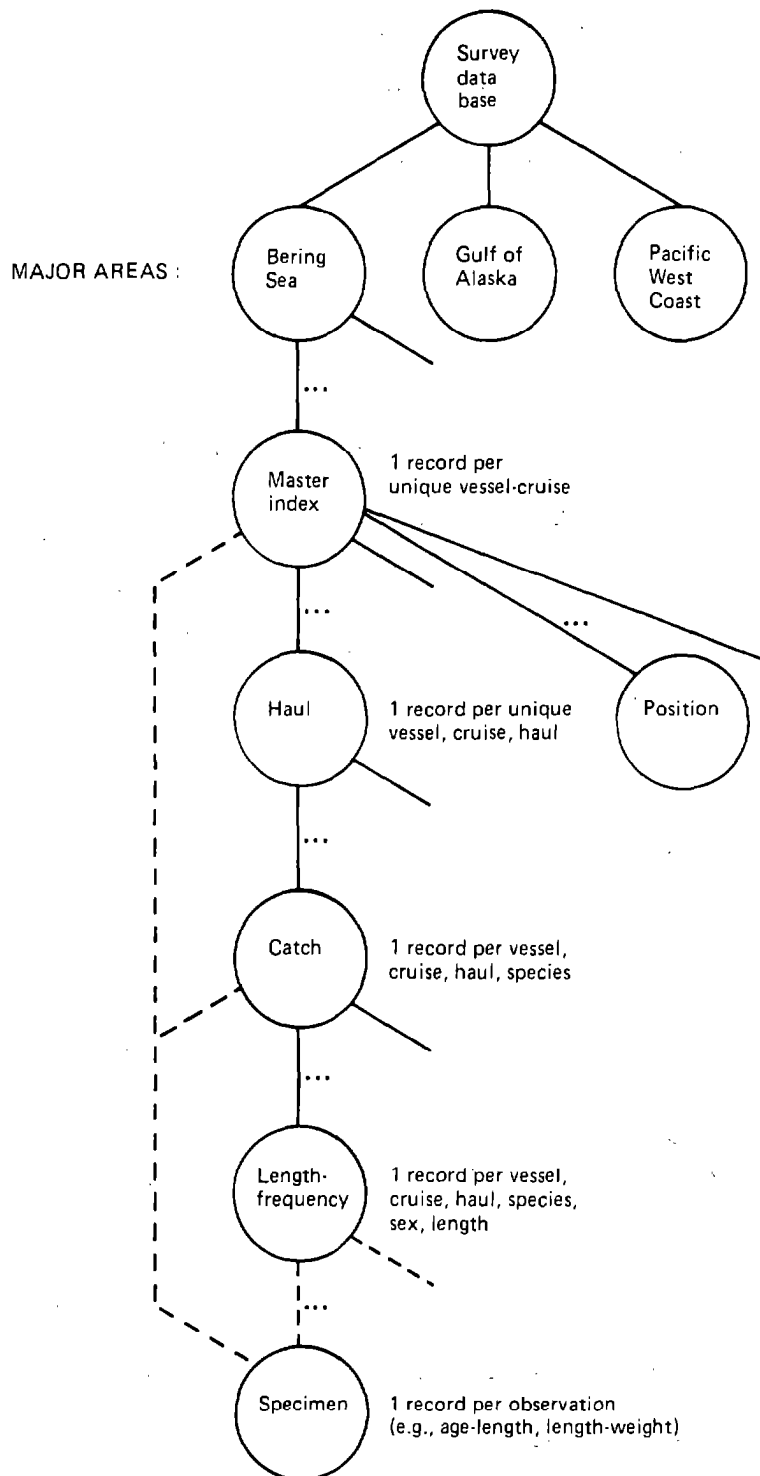 Survey
data
base
MAJOR AREAS :
Bering
Sea
Gulf of
Alaska
Pacific
West
Coast
...
Master
index
1 record per
unique vessel-cruise
...
...
Haul
1 record per unique
vessel, cruise, haul
Position
...
Catch
1 record per vessel,
cruise, haul, species
...
Length-
frequency
1 record per vessel,
cruise, haul, species,
sex, length
...
Specimen
1 record per observation
(e.g., age-length, length-weight)